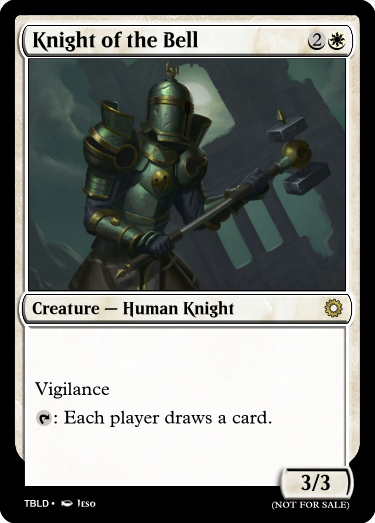 Knight of the Bell 2
Creature — Human Knight
Vigilance
: Each player draws a card.
3/3
TBLD • JESO (NOT FOR SALE)